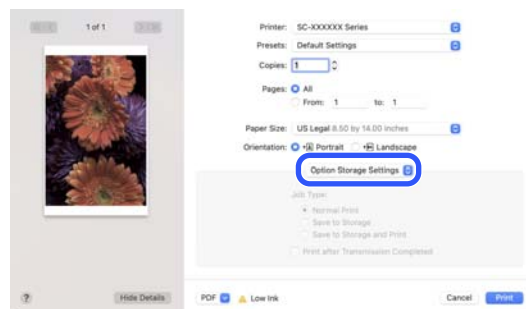 1 of 1
Printer: SC-XXXXXX Series
Presets: Default Settings
Copies: 1
Pages: All
From: 1 to: 1
Paper Size: US Legal 8.50 by 14.00 inches
Orientation: Portrait Landscape
Option Storage Settings
Job Type:
Normal Print
Save to Storage
Save to Storage and Print
Print after Transmission Completed
? Hide Details PDF Low Ink Cancel Print